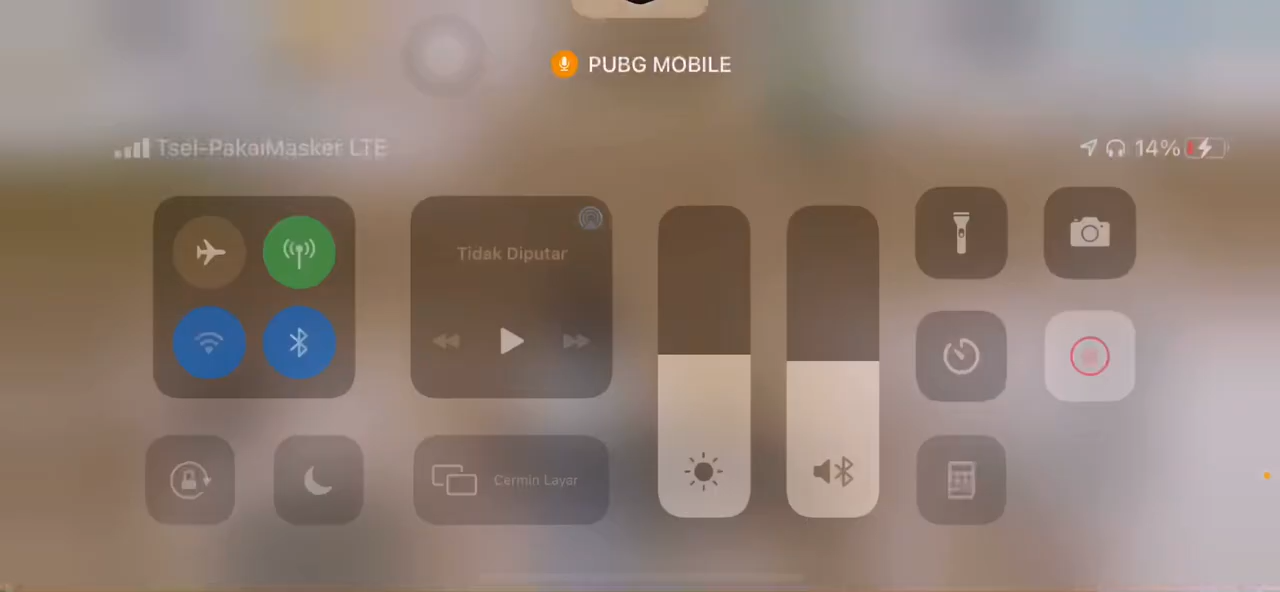 PUBG MOBILE
Tsel-PakaiMasker LTE
14%
Tidak Diputar
Cermin Layar